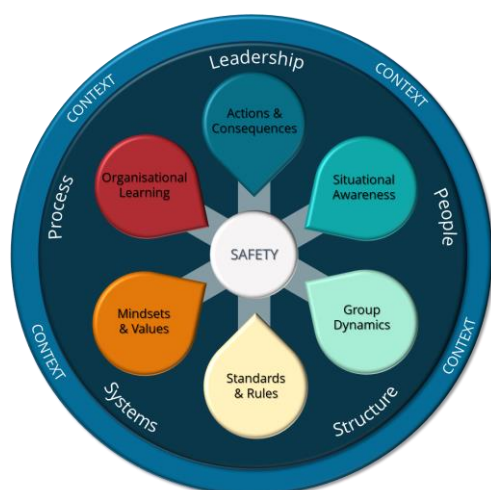 Leadership
CONTEXT
CONTEXT
Actions &
Consequences
Organisational
Learning
Situational
Awareness
Process
People
SAFETY
Mindsets
& Values
Group
Dynamics
CONTEXT
CONTEXT
Standards
& Rules
Systems
Structure